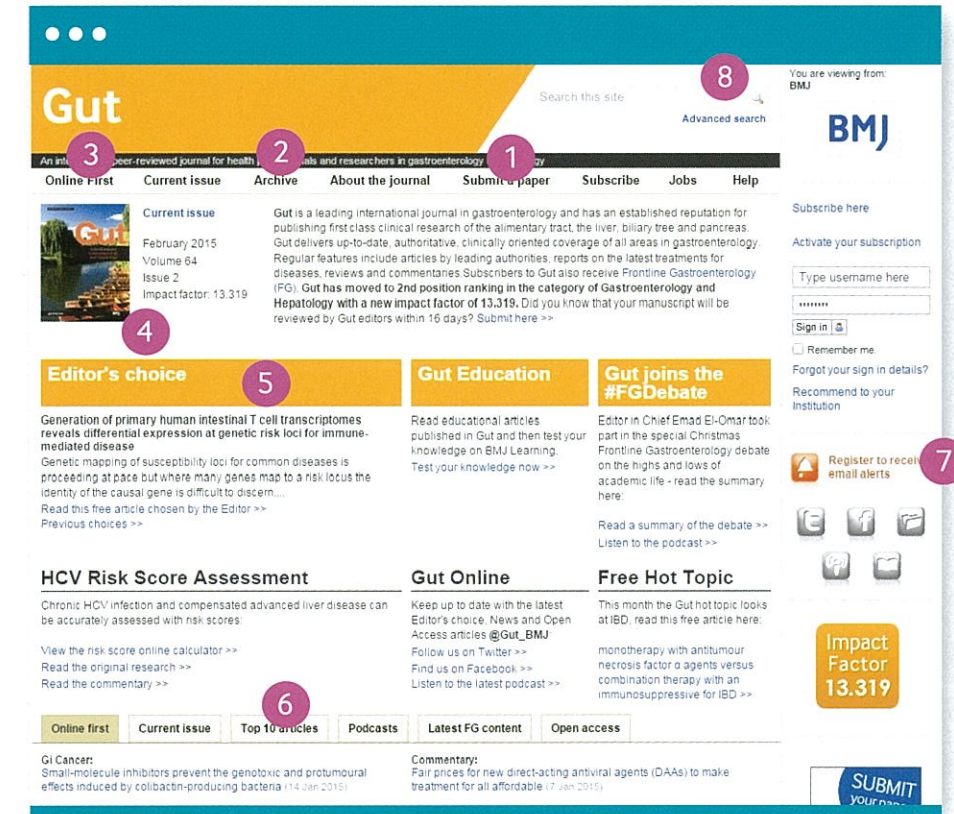 Gut
Search this site
Advanced search
8
You are viewing from:
BMJ
BMJ
3
2
1
An peer-reviewed journal for health and researchers in gastroenterology
Online First Current issue Archive About the journal Submit a paper Subscribe Jobs Help
Current issue
February 2015
Volume 64
Issue 2
Impact factor: 13.319
Gut
4
Gut is a leading international journal in gastroenterology and has an established reputation for
publishing first class clinical research of the alimentary tract, the liver, biliary tree and pancreas.
Gut delivers up-to-date, authoritative, clinically oriented coverage of all areas in gastroenterology.
Regular features include articles by leading authorities, reports on the latest treatments for
diseases, reviews and commentaries.Subscribers to Gut also receive Frontline Gastroenterology
(FG). Gut has moved to 2nd position ranking in the category of Gastroenterology and
Hepatology with a new impact factor of 13.319. Did you know that your manuscript will be
reviewed by Gut editors within 16 days? Submit here >>
Subscribe here
Activate your subscription
Type username here
••••••••
Sign in
Remember me
Forgot your sign in details?
Recommend to your
Institution
Editor's choice
5
Generation of primary human intestinal T cell transcriptomes
reveals differential expression at genetic risk loci for immune-
mediated disease
Genetic mapping of susceptibility loci for common diseases is
proceeding at pace but where many genes map to a risk locus the
identity of the causal gene is difficult to discern....
Read this free article chosen by the Editor >>
Previous choices >>
Gut Education
Read educational articles
published in Gut and then test your
knowledge on BMJ Learning.
Test your knowledge now >>
Gut joins the
#FGDebate
Editor in Chief Emad El-Omar took
part in the special Christmas
Frontline Gastroenterology debate
on the highs and lows of
academic life - read the summary
here:
Read a summary of the debate >>
Listen to the podcast >>
Register to receive
email alerts
7
HCV Risk Score Assessment
Chronic HCV infection and compensated advanced liver disease can
be accurately assessed with risk scores:
View the risk score online calculator >>
Read the original research >>
Read the commentary >>
Gut Online
Keep up to date with the latest
Editor's choice, News and Open
Access articles @Gut_BMJ
Follow us on Twitter >>
Find us on Facebook >>
Listen to the latest podcast >>
Free Hot Topic
This month the Gut hot topic looks
at IBD, read this free article here:
monotherapy with antitumour
necrosis factor α agents versus
combination therapy with an
immunosuppressive for IBD >>
Impact
Factor
13.319
6
Online first Current issue Top 10 articles Podcasts Latest FG content Open access
Gi Cancer:
Small-molecule inhibitors prevent the genotoxic and protumoural
effects induced by colibactin-producing bacteria (14 Jan 2015)
Commentary:
Fair prices for new direct-acting antiviral agents (DAAs) to make
treatment for all affordable (7 Jan 2015)
SUBMIT
your